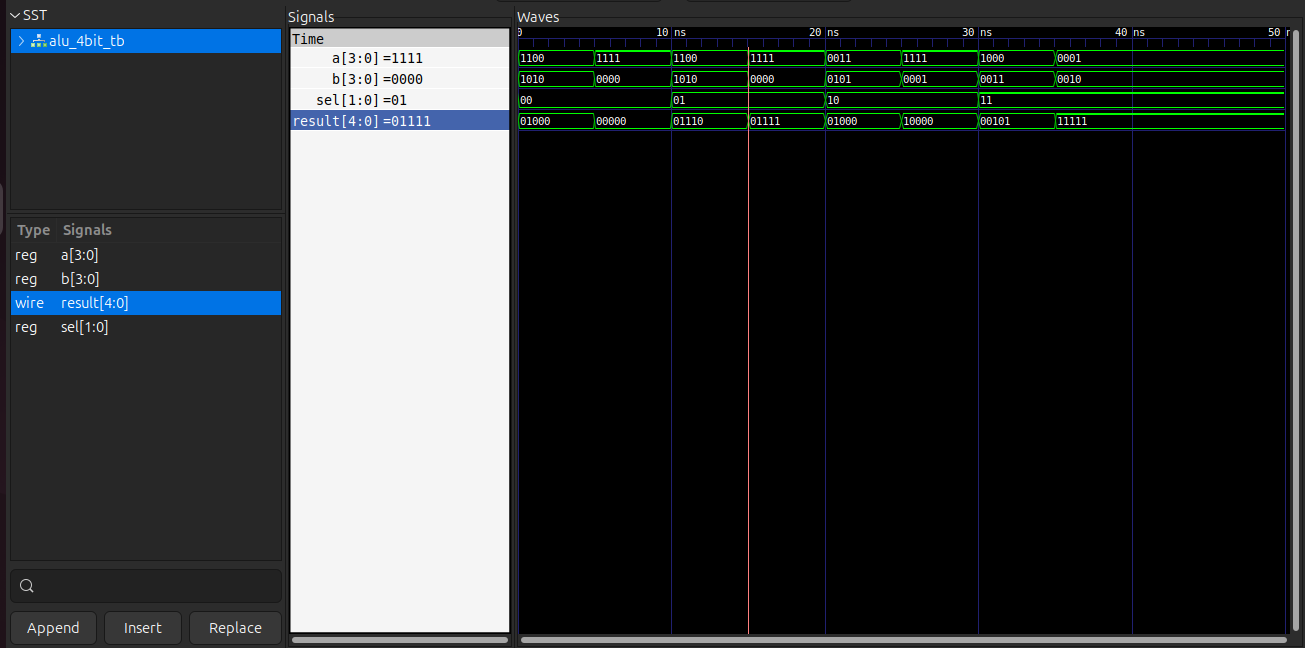 SST
alu_4bit_tb
Type Signals
reg a[3:0]
reg b[3:0]
wire result[4:0]
reg sel[1:0]
Append Insert Replace
Signals
Time
a[3:0] =1111
b[3:0] =0000
sel[1:0] =01
result[4:0] =01111
Waves
0 10 ns 20 ns 30 ns 40 ns 50
1100 1111 1100 1111 0011 1111 1000 0001
1010 0000 1010 0000 0101 0001 0011 0010
00 01 10 11
01000 00000 01110 01111 01000 10000 00101 11111